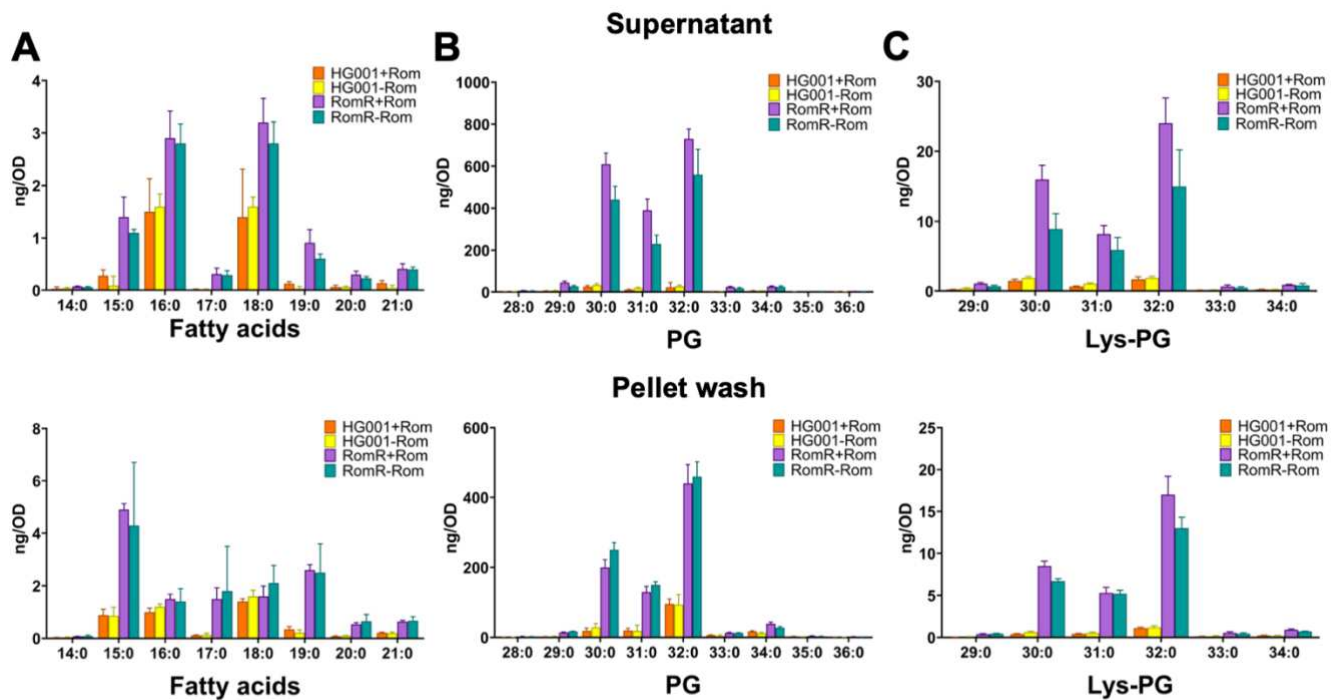 Supernatant
A
HG001+Rom
HG001-Rom
RomR+Rom
RomR-Rom
4
3
2
1
0
ng/OD
14:0 15:0 16:0 17:0 18:0 19:0 20:0 21:0
Fatty acids
B
HG001+Rom
HG001-Rom
RomR+Rom
RomR-Rom
1000
800
600
400
200
0
ng/OD
28:0 29:0 30:0 31:0 32:0 33:0 34:0 35:0 36:0
PG
C
HG001+Rom
HG001-Rom
RomR+Rom
RomR-Rom
30
20
10
0
ng/OD
29:0 30:0 31:0 32:0 33:0 34:0
Lys-PG
Pellet wash
HG001+Rom
HG001-Rom
RomR+Rom
RomR-Rom
8
6
4
2
0
ng/OD
14:0 15:0 16:0 17:0 18:0 19:0 20:0 21:0
Fatty acids
HG001+Rom
HG001-Rom
RomR+Rom
RomR-Rom
600
400
200
0
ng/OD
28:0 29:0 30:0 31:0 32:0 33:0 34:0 35:0 36:0
PG
HG001+Rom
HG001-Rom
RomR+Rom
RomR-Rom
25
20
15
10
5
0
ng/OD
29:0 30:0 31:0 32:0 33:0 34:0
Lys-PG